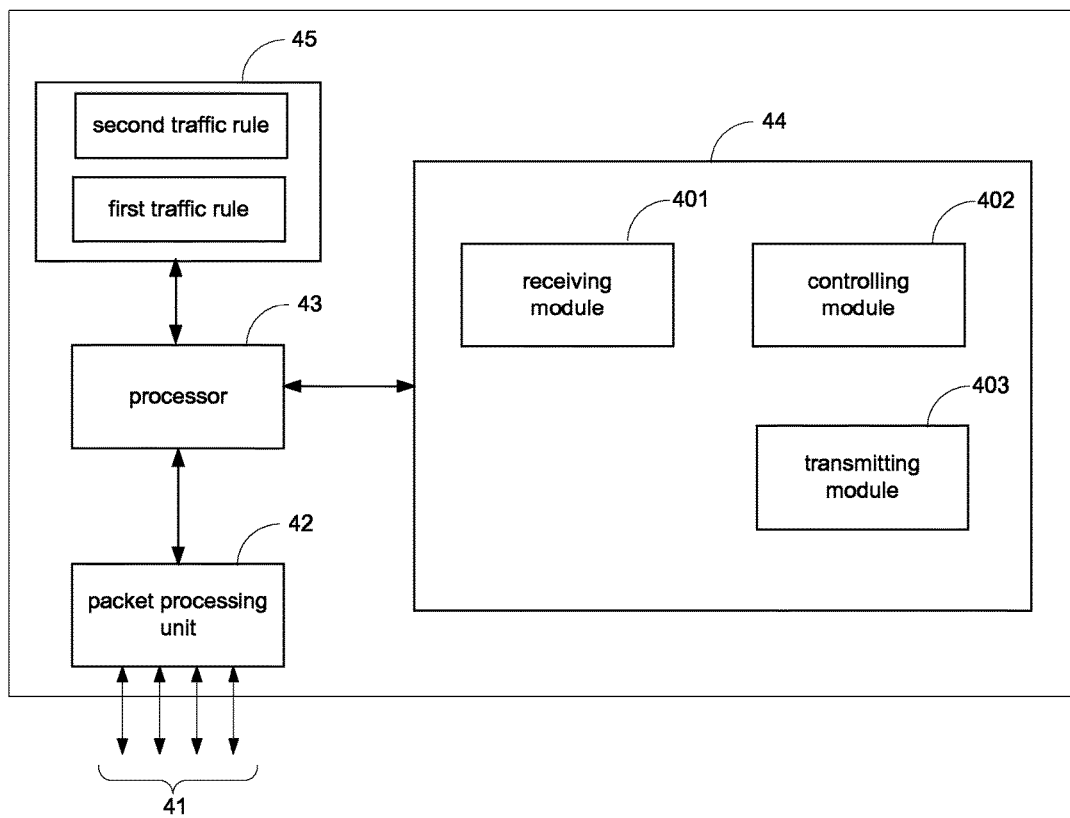 45
second traffic rule
first traffic rule
44
401
receiving
module
402
controlling
module
43
processor
403
transmitting
module
42
packet processing
unit
41